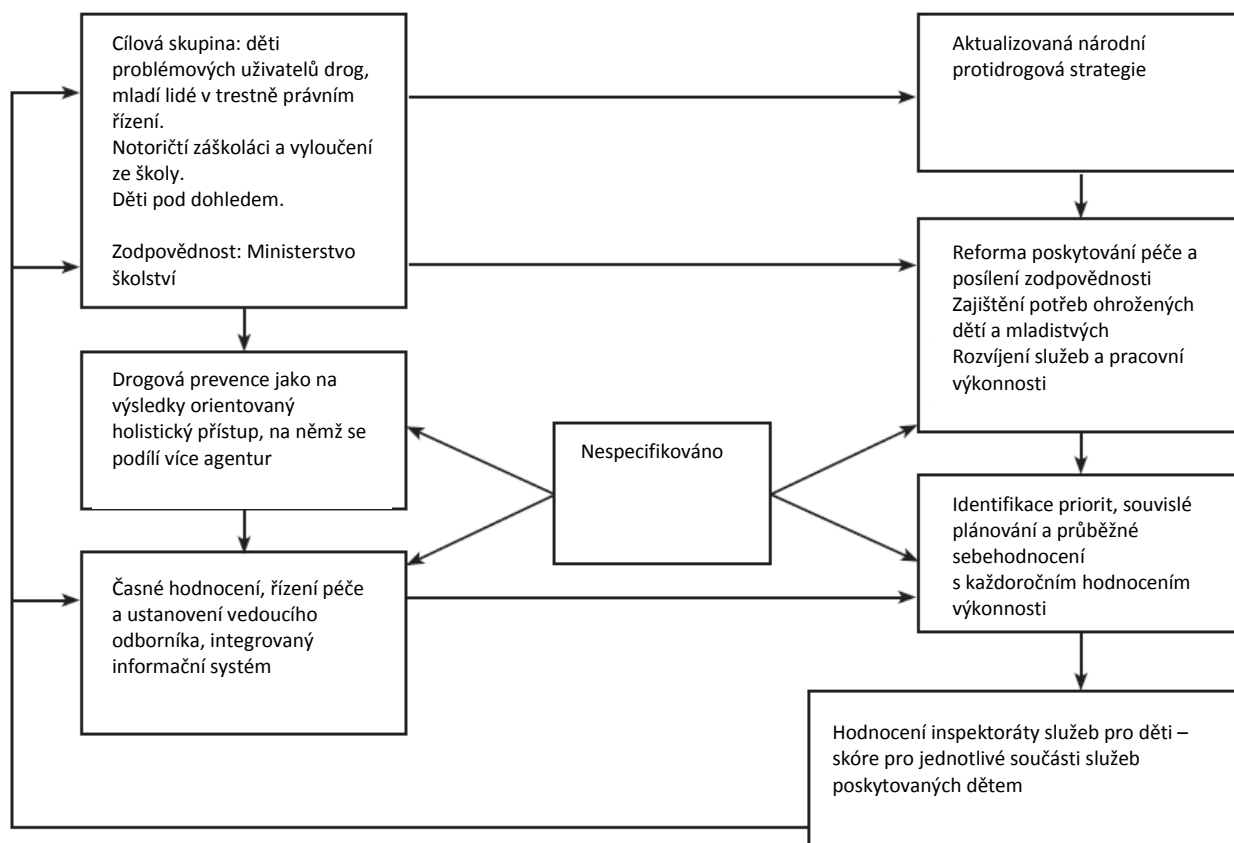 Cílová skupina: děti
problémových uživatelů drog,
mladí lidé v trestně právním
řízení.
Notoričtí záškoláci a vyloučení
ze školy.
Děti pod dohledem.
Zodpovědnost: Ministerstvo
školství
Aktualizovaná národní
protidrogová strategie
Reforma poskytování péče a
posílení zodpovědnosti
Zajištění potřeb ohrožených
dětí a mladistvých
Rozvíjení služeb a pracovní
výkonnosti
Drogová prevence jako na
výsledky orientovaný
holistický přístup, na němž se
podílí více agentur
Nespecifikováno
Identifikace priorit, souvislé
plánování a průběžné
sebehodnocení
s každoročním hodnocením
výkonnosti
Časné hodnocení, řízení péče
a ustanovení vedoucího
odborníka, integrovaný
informační systém
Hodnocení inspektoráty služeb pro děti –
skóre pro jednotlivé součásti služeb
poskytovaných dětem